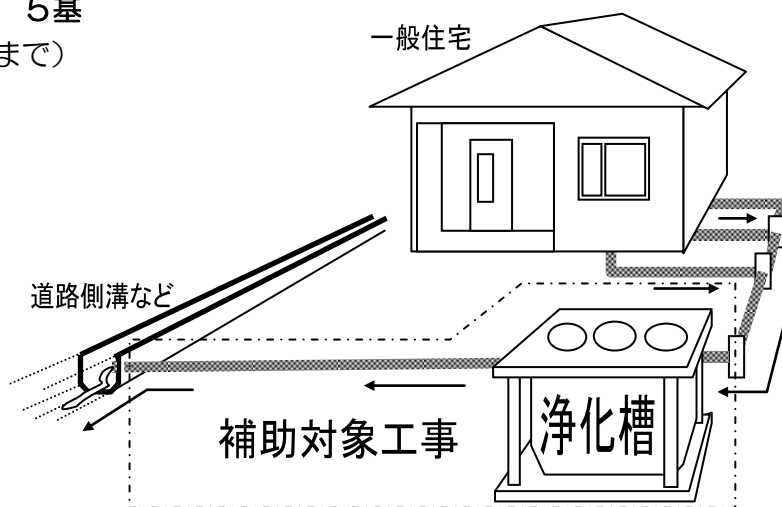 ５基
まで）
一般住宅
道路側溝など
補助対象工事
浄化槽